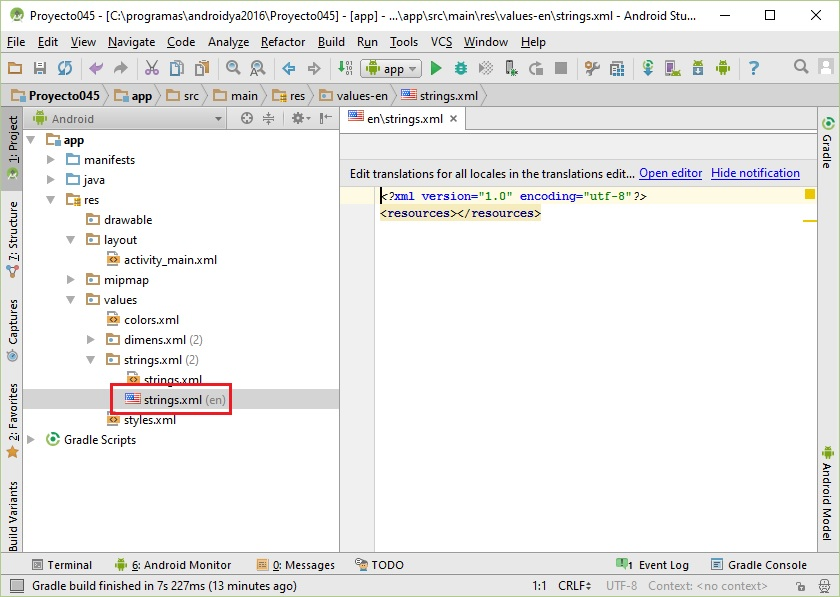 Proyecto045 - [C:\programas\androidya2016\Proyecto045] - [app] - ...\app\src\main\res\values-en\strings.xml - Android Stu...
File Edit View Navigate Code Analyze Refactor Build Run Tools VCS Window Help
app
Proyecto045 app src main res values-en strings.xml
1: Project
7: Structure
Captures
2: Favorites
Build Variants
Android
app
manifests
java
res
drawable
layout
activity_main.xml
mipmap
values
colors.xml
dimens.xml (2)
strings.xml (2)
strings.xml
strings.xml (en)
styles.xml
Gradle Scripts
en\strings.xml
Edit translations for all locales in the translations edit... Open editor Hide notification
<?xml version="1.0" encoding="utf-8"?>
<resources></resources>
Gradle
Android Model
Terminal 6: Android Monitor 0: Messages TODO 1 Event Log Gradle Console
Gradle build finished in 7s 227ms (13 minutes ago) 1:1 CRLF UTF-8 Context: <no context>